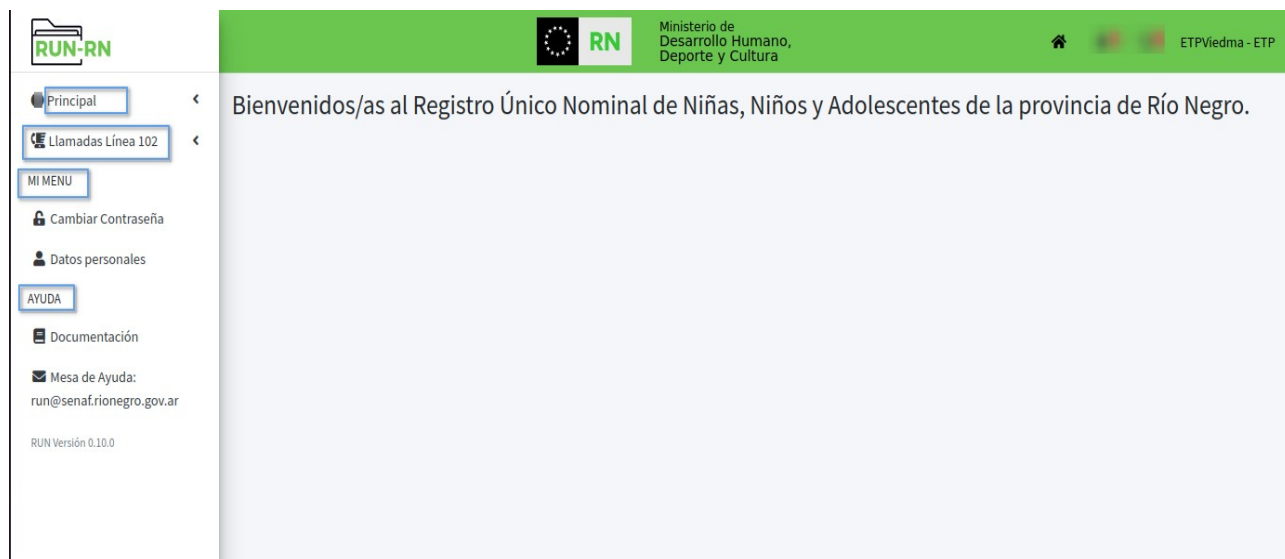 RUN-RN
RN
Ministerio de
Desarrollo Humano,
Deporte y Cultura
ETPViedma - ETP
Principal
Llamadas Línea 102
MI MENU
Cambiar Contraseña
Datos personales
AYUDA
Documentación
Mesa de Ayuda:
run@senaf.rionegro.gov.ar
RUN Versión 0.10.0
Bienvenidos/as al Registro Único Nominal de Niñas, Niños y Adolescentes de la provincia de Río Negro.